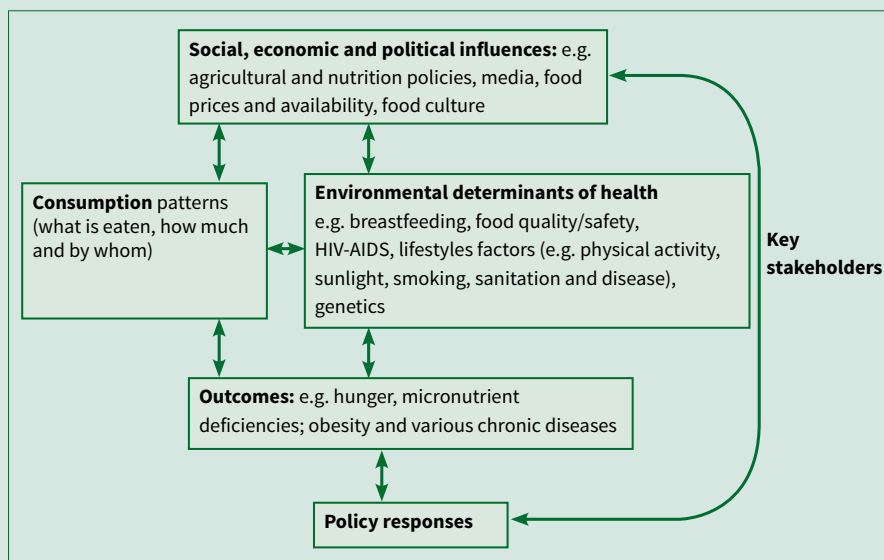 Social, economic and political influences: e.g.
agricultural and nutrition policies, media, food
prices and availability, food culture
Consumption patterns
(what is eaten, how much
and by whom)
Environmental determinants of health
e.g. breastfeeding, food quality/safety,
HIV-AIDS, lifestyles factors (e.g. physical activity,
sunlight, smoking, sanitation and disease),
genetics
Key
stakeholders
Outcomes: e.g. hunger, micronutrient
deficiencies; obesity and various chronic diseases
Policy responses